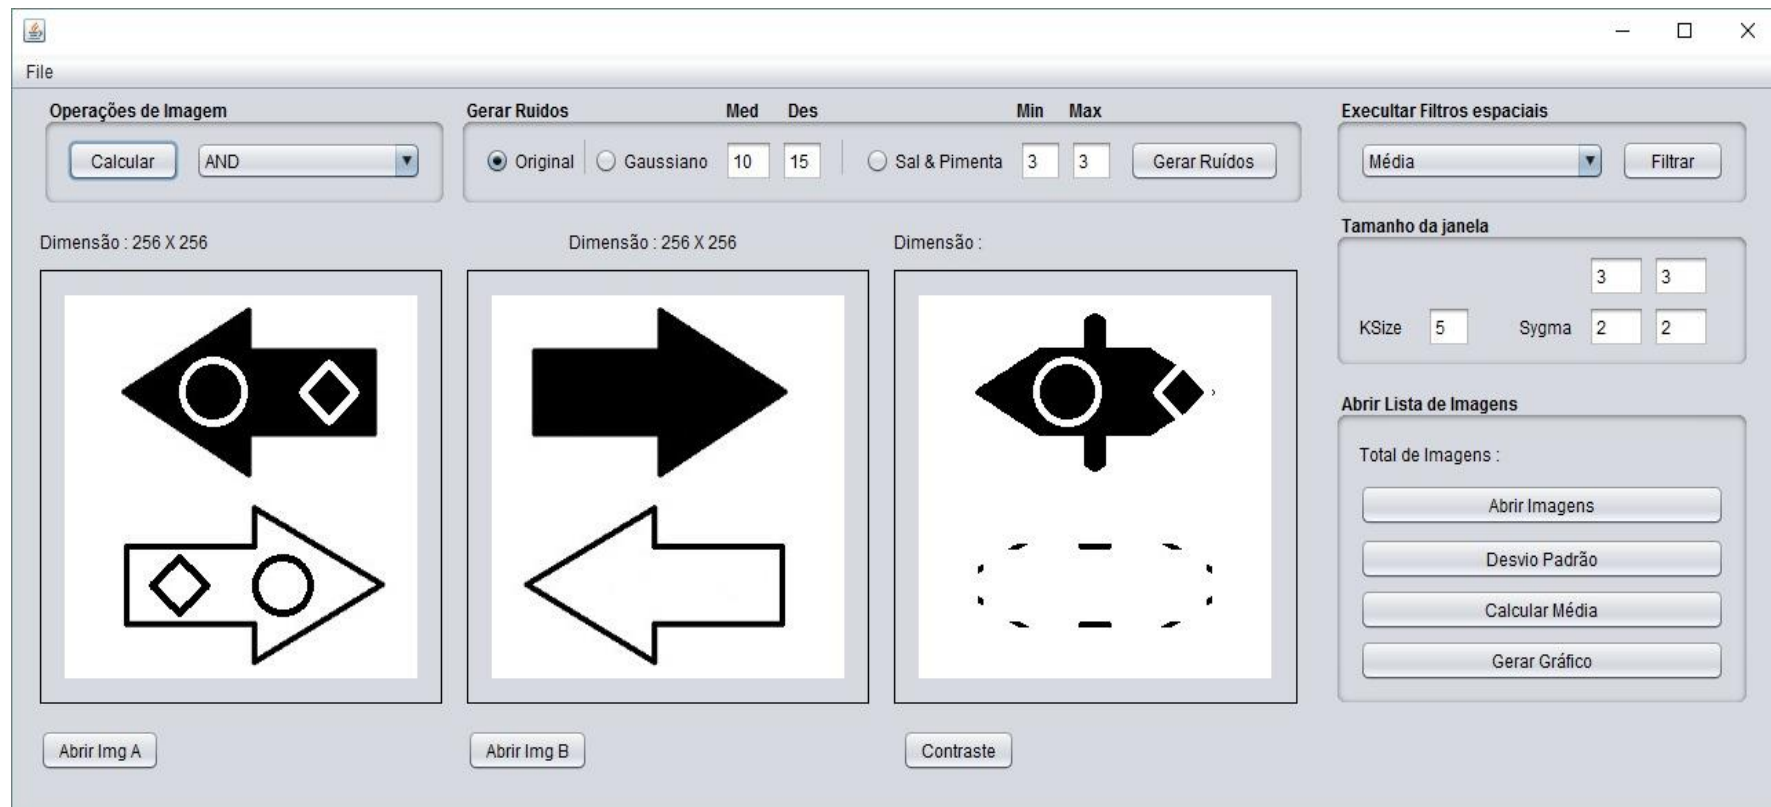 File
Operações de Imagem
Calcular AND
Gerar Ruidos Med Des Min Max
Original Gaussiano 10 15 Sal & Pimenta 3 3 Gerar Ruídos
Execultar Filtros espaciais
Média Filtrar
Dimensão : 256 X 256
Dimensão : 256 X 256
Dimensão :
Tamanho da janela
3 3
KSize 5 Sygma 2 2
Abrir Lista de Imagens
Total de Imagens :
Abrir Imagens
Desvio Padrão
Calcular Média
Gerar Gráfico
Abrir Img A
Abrir Img B
Contraste